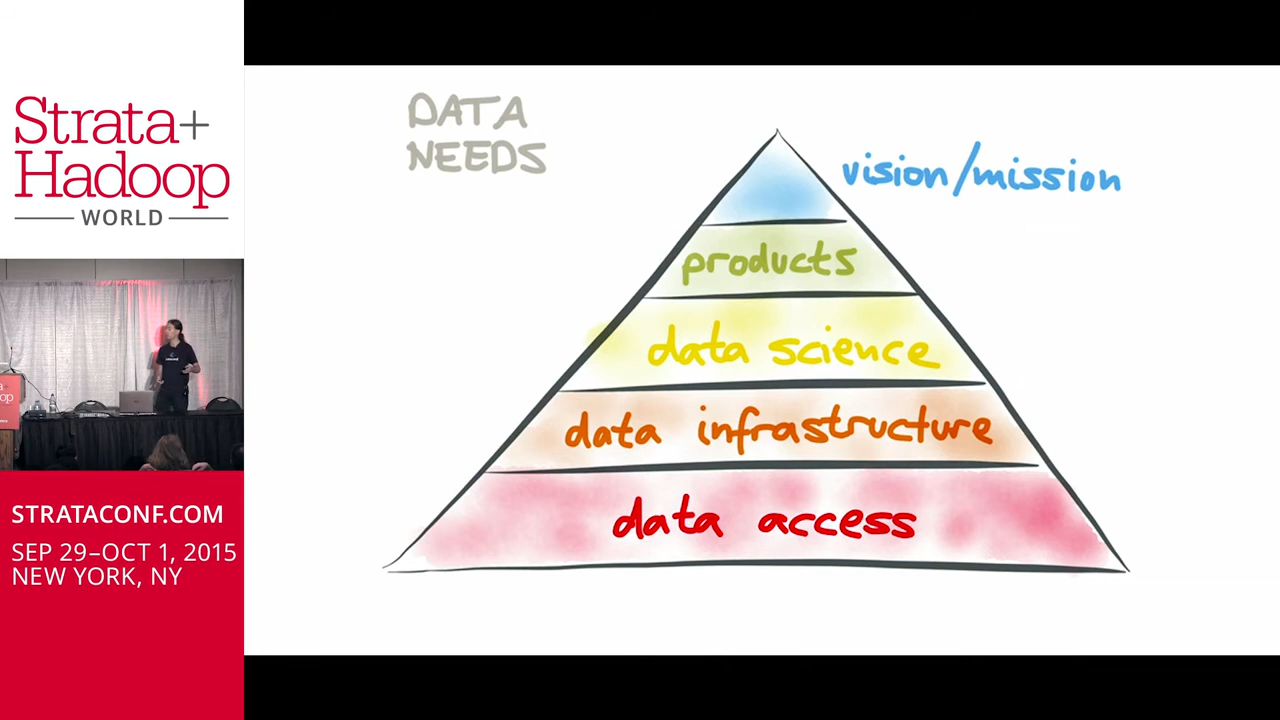 Strata+
Hadoop
WORLD
STRATACONF.COM
SEP 29–OCT 1, 2015
NEW YORK, NY
DATA
NEEDS
vision/mission
products
data science
data infrastructure
data access